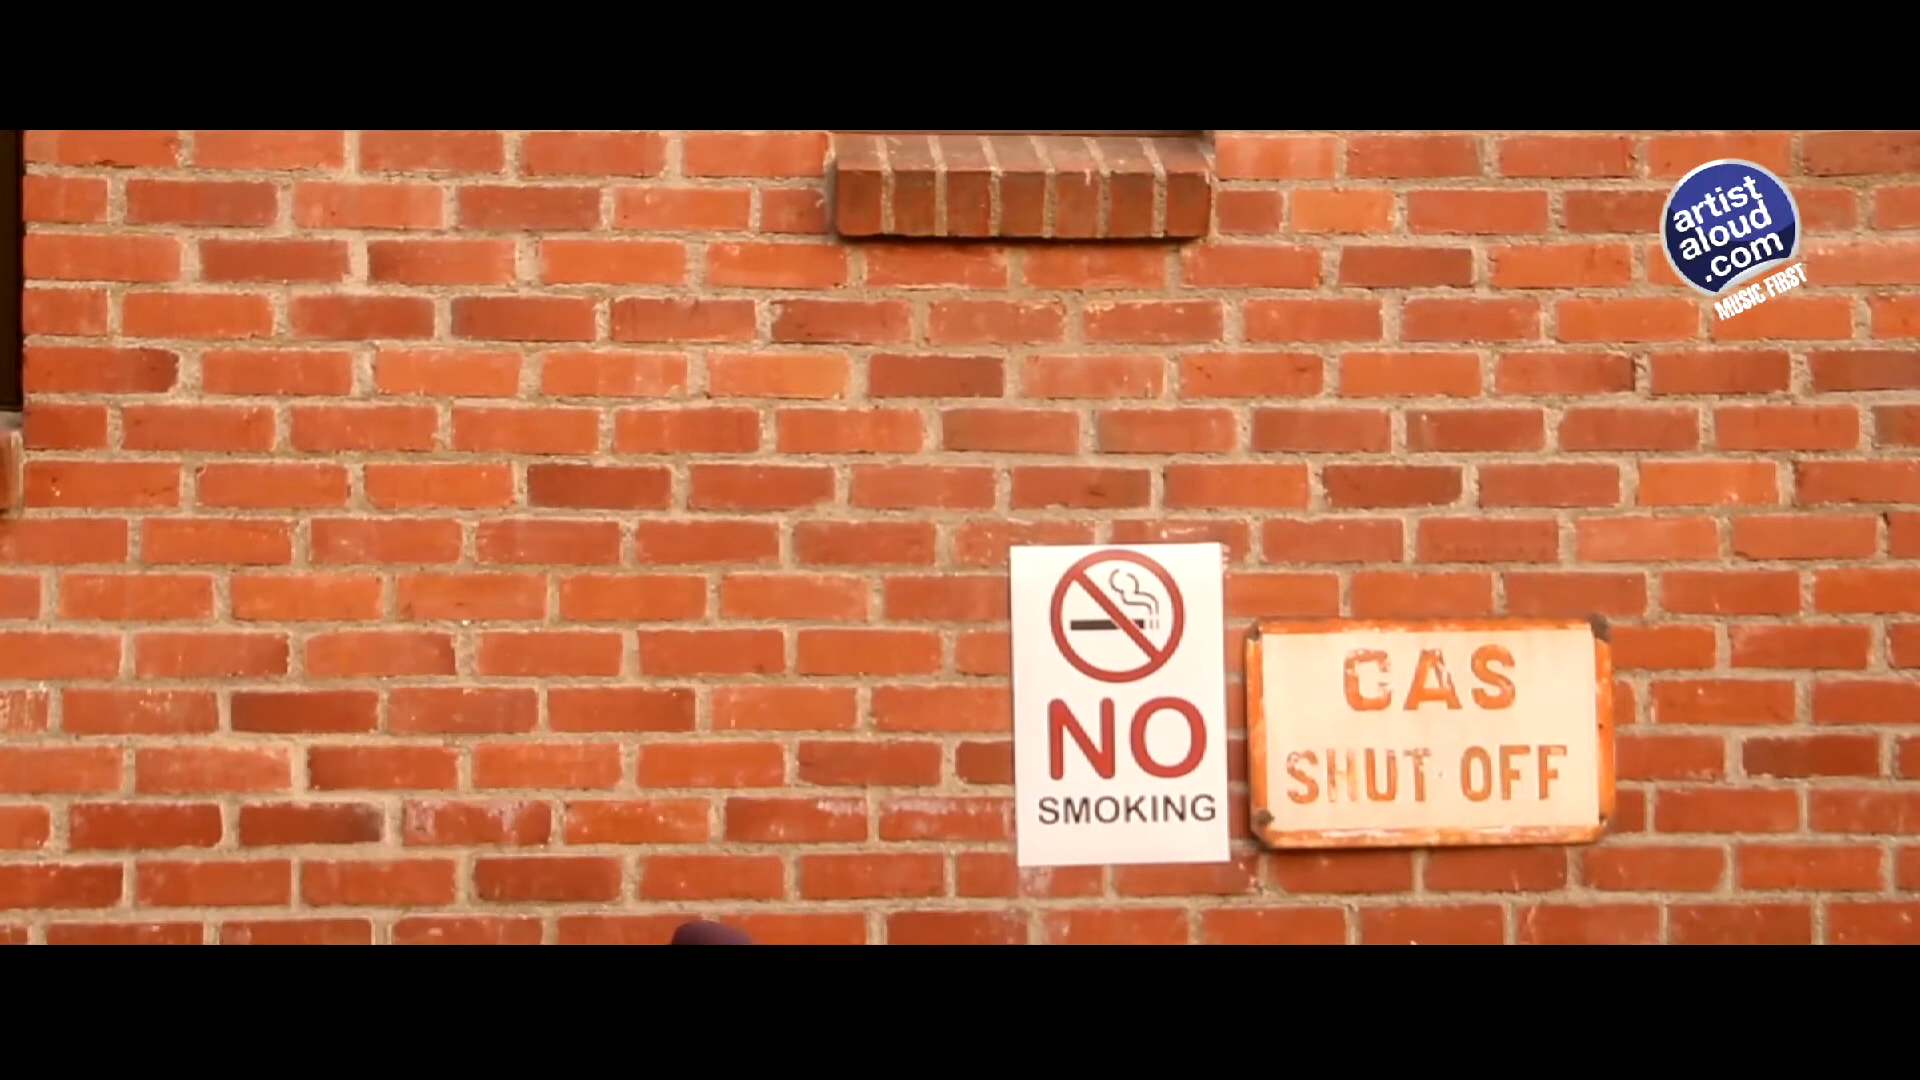 artist
aloud
.com
MUSIC FIRST
NO
SMOKING
GAS
SHUT OFF